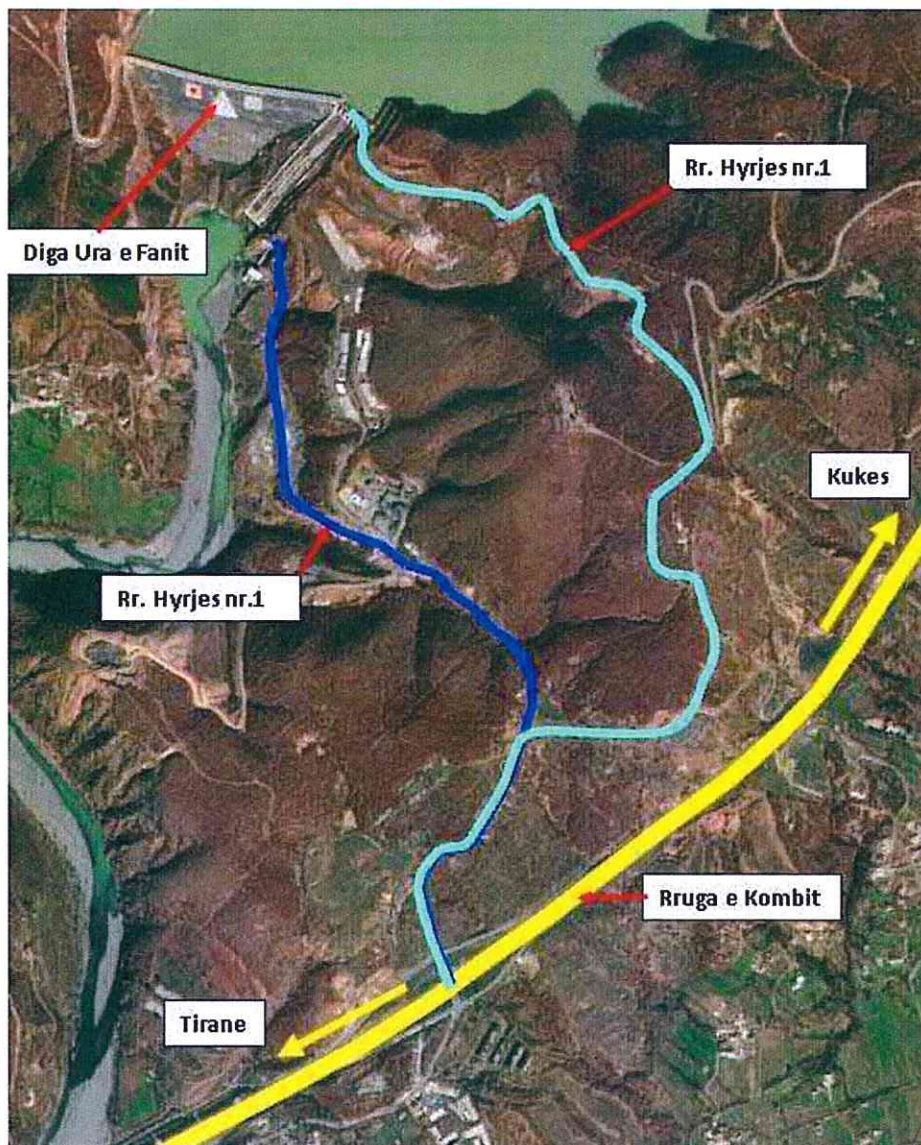 Rr. Hyrjes nr.1
Diga Ura e Fanit
Kukes
Rr. Hyrjes nr.1
Rruga e Kombit
Tirane